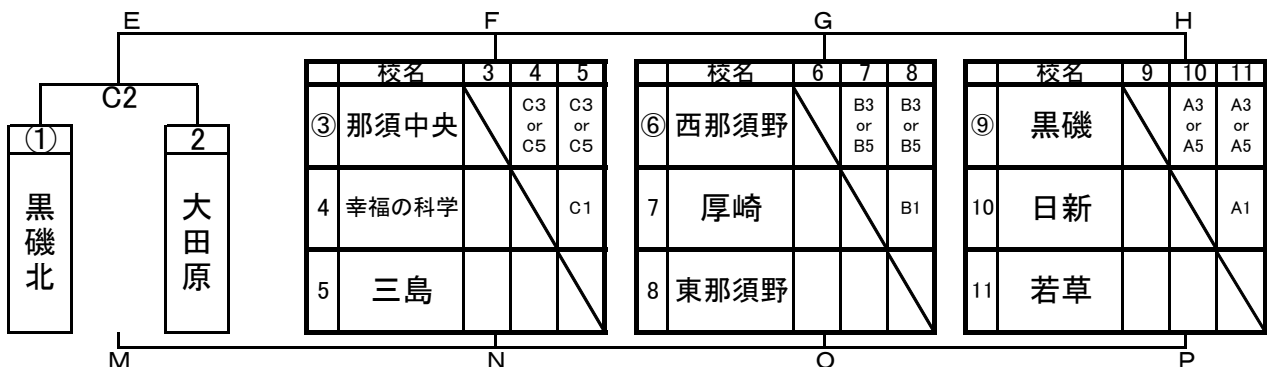 E F G H
C2
① 2
黒磯北 大田原
校名 3 4 5
③ 那須中央 C3 or C5 C3 or C5
4 幸福の科学 C1
5 三島
校名 6 7 8
⑥ 西那須野 B3 or B5 B3 or B5
7 厚崎 B1
8 東那須野
校名 9 10 11
⑨ 黒磯 A3 or A5 A3 or A5
10 日新 A1
11 若草
M N O P